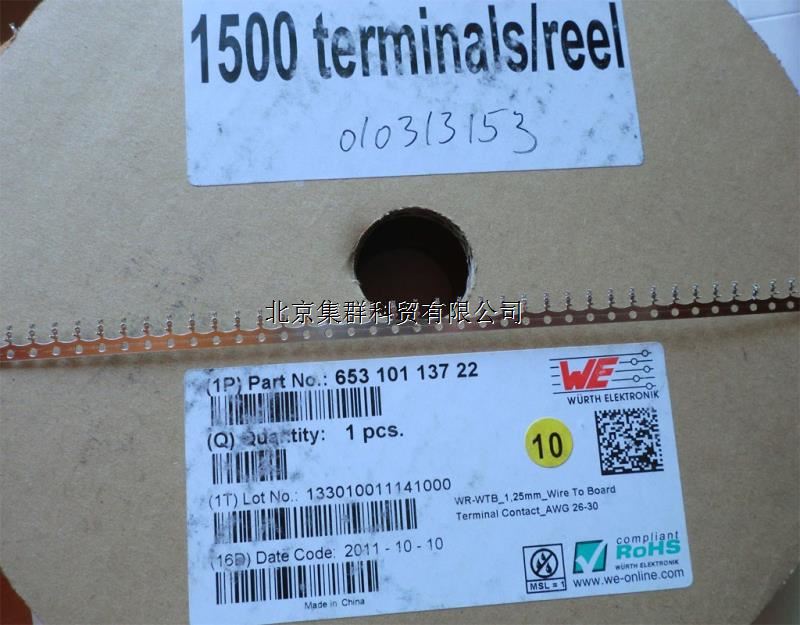 1500 terminals/reel
010313153
北京集群科贸有限公司
(1P) Part No.: 653 101 137 22
WE
WÜRTH ELEKTRONIK
(Q) Quantity: 1 pcs.
10
(1T) Lot No.: 133010011141000
WR-WTB_1,25mm_Wire To Board
Terminal Contact_AWG 26-30
(16D) Date Code: 2011 - 10 - 10
compliant
RoHS
WÜRTH ELEKTRONIK
MSL = 1
www.we-online.com
Made in China